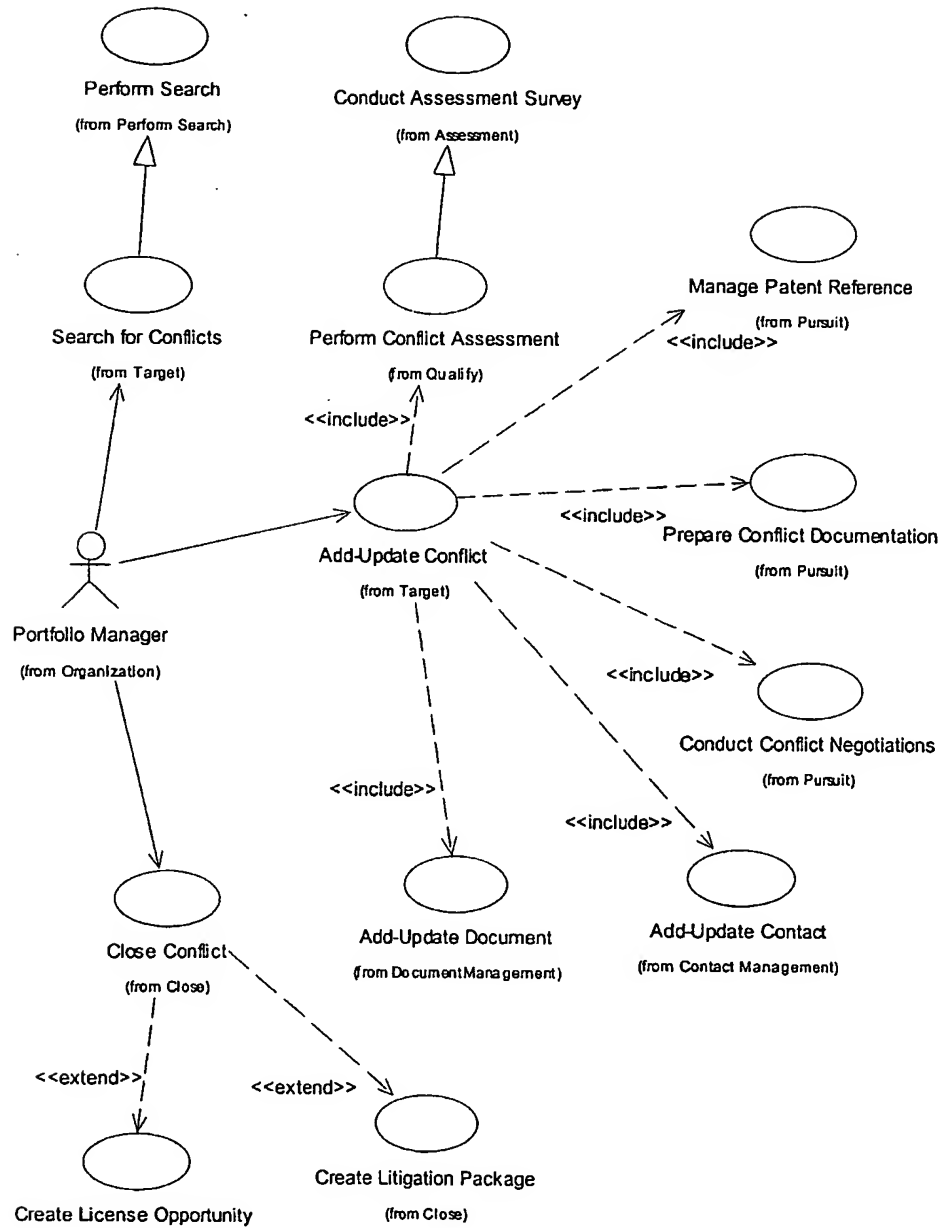 Perform Search
(from Perform Search)
Conduct Assessment Survey
(from Assessment)
Search for Conflicts
(from Target)
Perform Conflict Assessment
(from Qualify)
Manage Patent Reference
(from Pursuit)
<<include>>
<<include>>
Add-Update Conflict
(from Target)
<<include>>
Prepare Conflict Documentation
(from Pursuit)
Portfolio Manager
(from Organization)
<<include>>
Conduct Conflict Negotiations
(from Pursuit)
<<include>>
<<include>>
Add-Update Document
(from Document Management)
Add-Update Contact
(from Contact Management)
Close Conflict
(from Close)
<<extend>>
<<extend>>
Create License Opportunity
Create Litigation Package
(from Close)